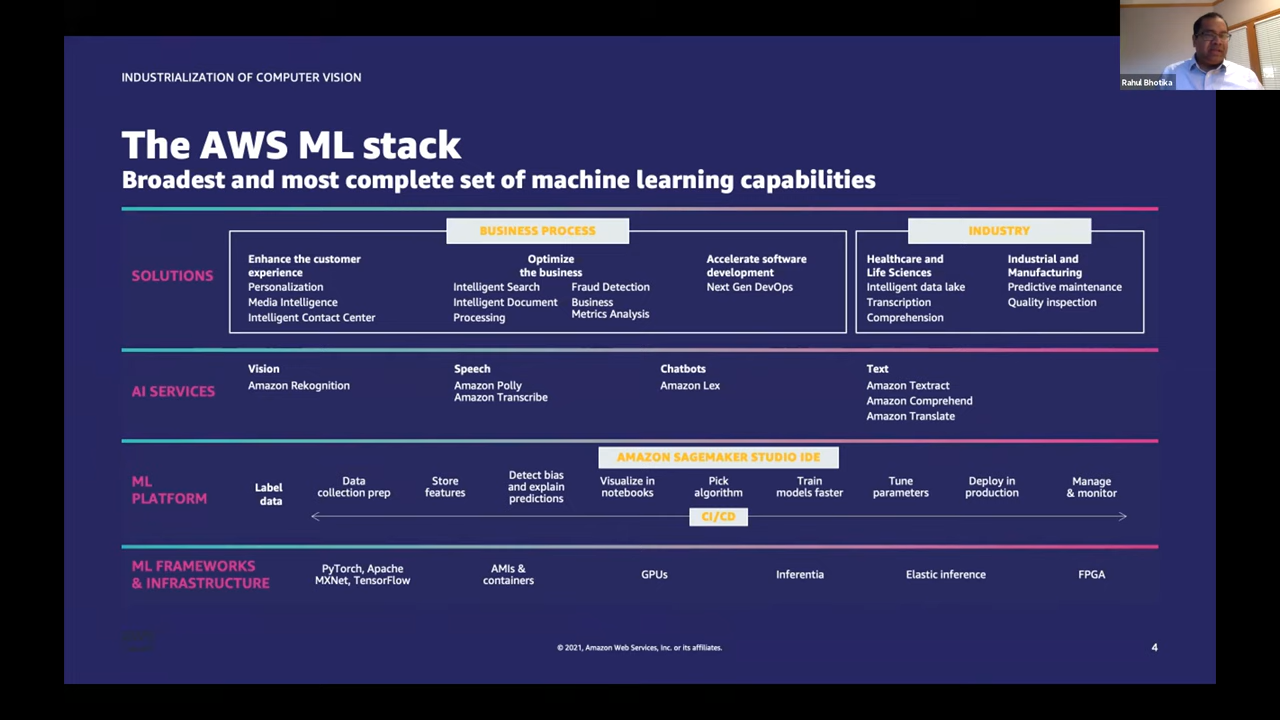 Rahul Bhotika
INDUSTRIALIZATION OF COMPUTER VISION
The AWS ML stack
Broadest and most complete set of machine learning capabilities
SOLUTIONS
BUSINESS PROCESS
Enhance the customer
experience
Personalization
Media Intelligence
Intelligent Contact Center
Optimize
the business
Intelligent Search
Intelligent Document
Processing
Fraud Detection
Business
Metrics Analysis
Accelerate software
development
Next Gen DevOps
INDUSTRY
Healthcare and
Life Sciences
Intelligent data lake
Transcription
Comprehension
Industrial and
Manufacturing
Predictive maintenance
Quality inspection
AI SERVICES
Vision
Amazon Rekognition
Speech
Amazon Polly
Amazon Transcribe
Chatbots
Amazon Lex
Text
Amazon Textract
Amazon Comprehend
Amazon Translate
ML
PLATFORM
AMAZON SAGEMAKER STUDIO IDE
Label
data
Data
collection prep
Store
features
Detect bias
and explain
predictions
Visualize in
notebooks
Pick
algorithm
Train
models faster
Tune
parameters
Deploy in
production
Manage
& monitor
CI/CD
ML FRAMEWORKS
& INFRASTRUCTURE
PyTorch, Apache
MXNet, TensorFlow
AMIs &
containers
GPUs
Inferentia
Elastic inference
FPGA
© 2021, Amazon Web Services, Inc. or its affiliates.
4